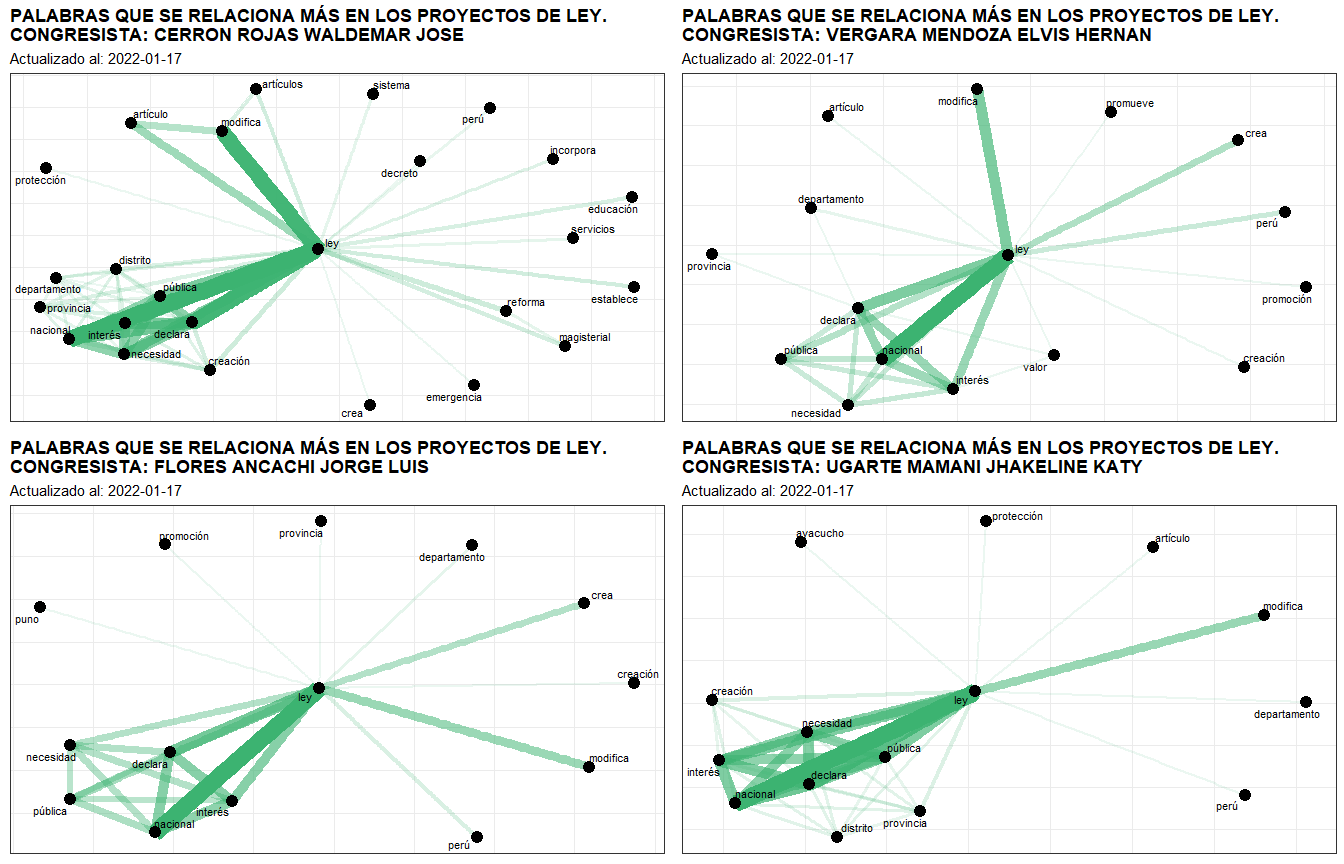 PALABRAS QUE SE RELACIONA MÁS EN LOS PROYECTOS DE LEY.
CONGRESISTA: CERRON ROJAS WALDEMAR JOSE
Actualizado al: 2022-01-17
artículos
sistema
artículo
modifica
perú
incorpora
decreto
protección
educación
servicios
ley
distrito
departamento
pública
establece
provincia
reforma
nacional
interés
declara
magisterial
necesidad
creación
emergencia
crea
PALABRAS QUE SE RELACIONA MÁS EN LOS PROYECTOS DE LEY.
CONGRESISTA: VERGARA MENDOZA ELVIS HERNAN
Actualizado al: 2022-01-17
modifica
promueve
artículo
crea
departamento
perú
ley
provincia
promoción
declara
pública
nacional
creación
valor
interés
necesidad
PALABRAS QUE SE RELACIONA MÁS EN LOS PROYECTOS DE LEY.
CONGRESISTA: FLORES ANCACHI JORGE LUIS
Actualizado al: 2022-01-17
promoción
provincia
departamento
crea
puno
creación
ley
necesidad
declara
modifica
pública
interés
nacional
perú
PALABRAS QUE SE RELACIONA MÁS EN LOS PROYECTOS DE LEY.
CONGRESISTA: UGARTE MAMANI JHAKELINE KATY
Actualizado al: 2022-01-17
protección
ayacucho
artículo
modifica
creación
ley
departamento
necesidad
pública
interés
declara
nacional
perú
distrito
provincia